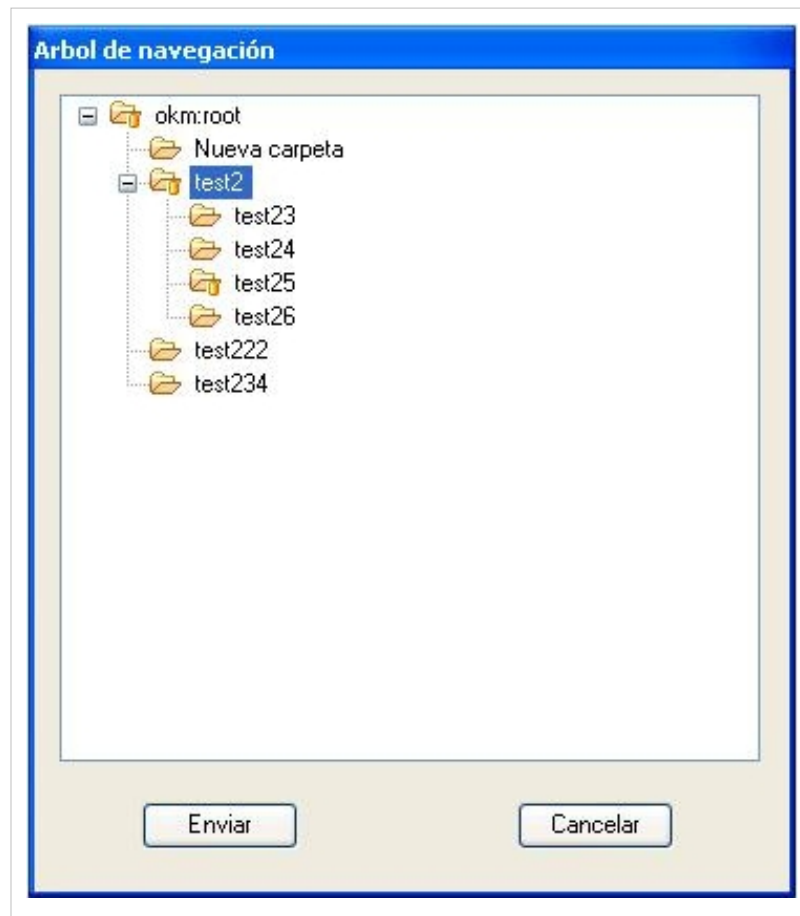 Arbol de navegación
okm:root
Nueva carpeta
test2
test23
test24
test25
test26
test222
test234
Enviar
Cancelar